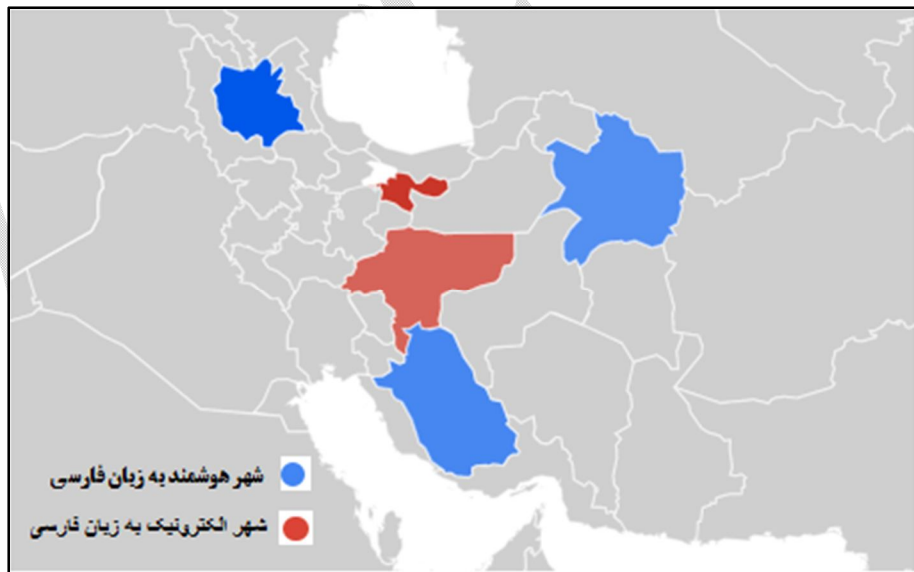 شهر هوشمند به زبان فارسی
شهر الکترونیک به زبان فارسی